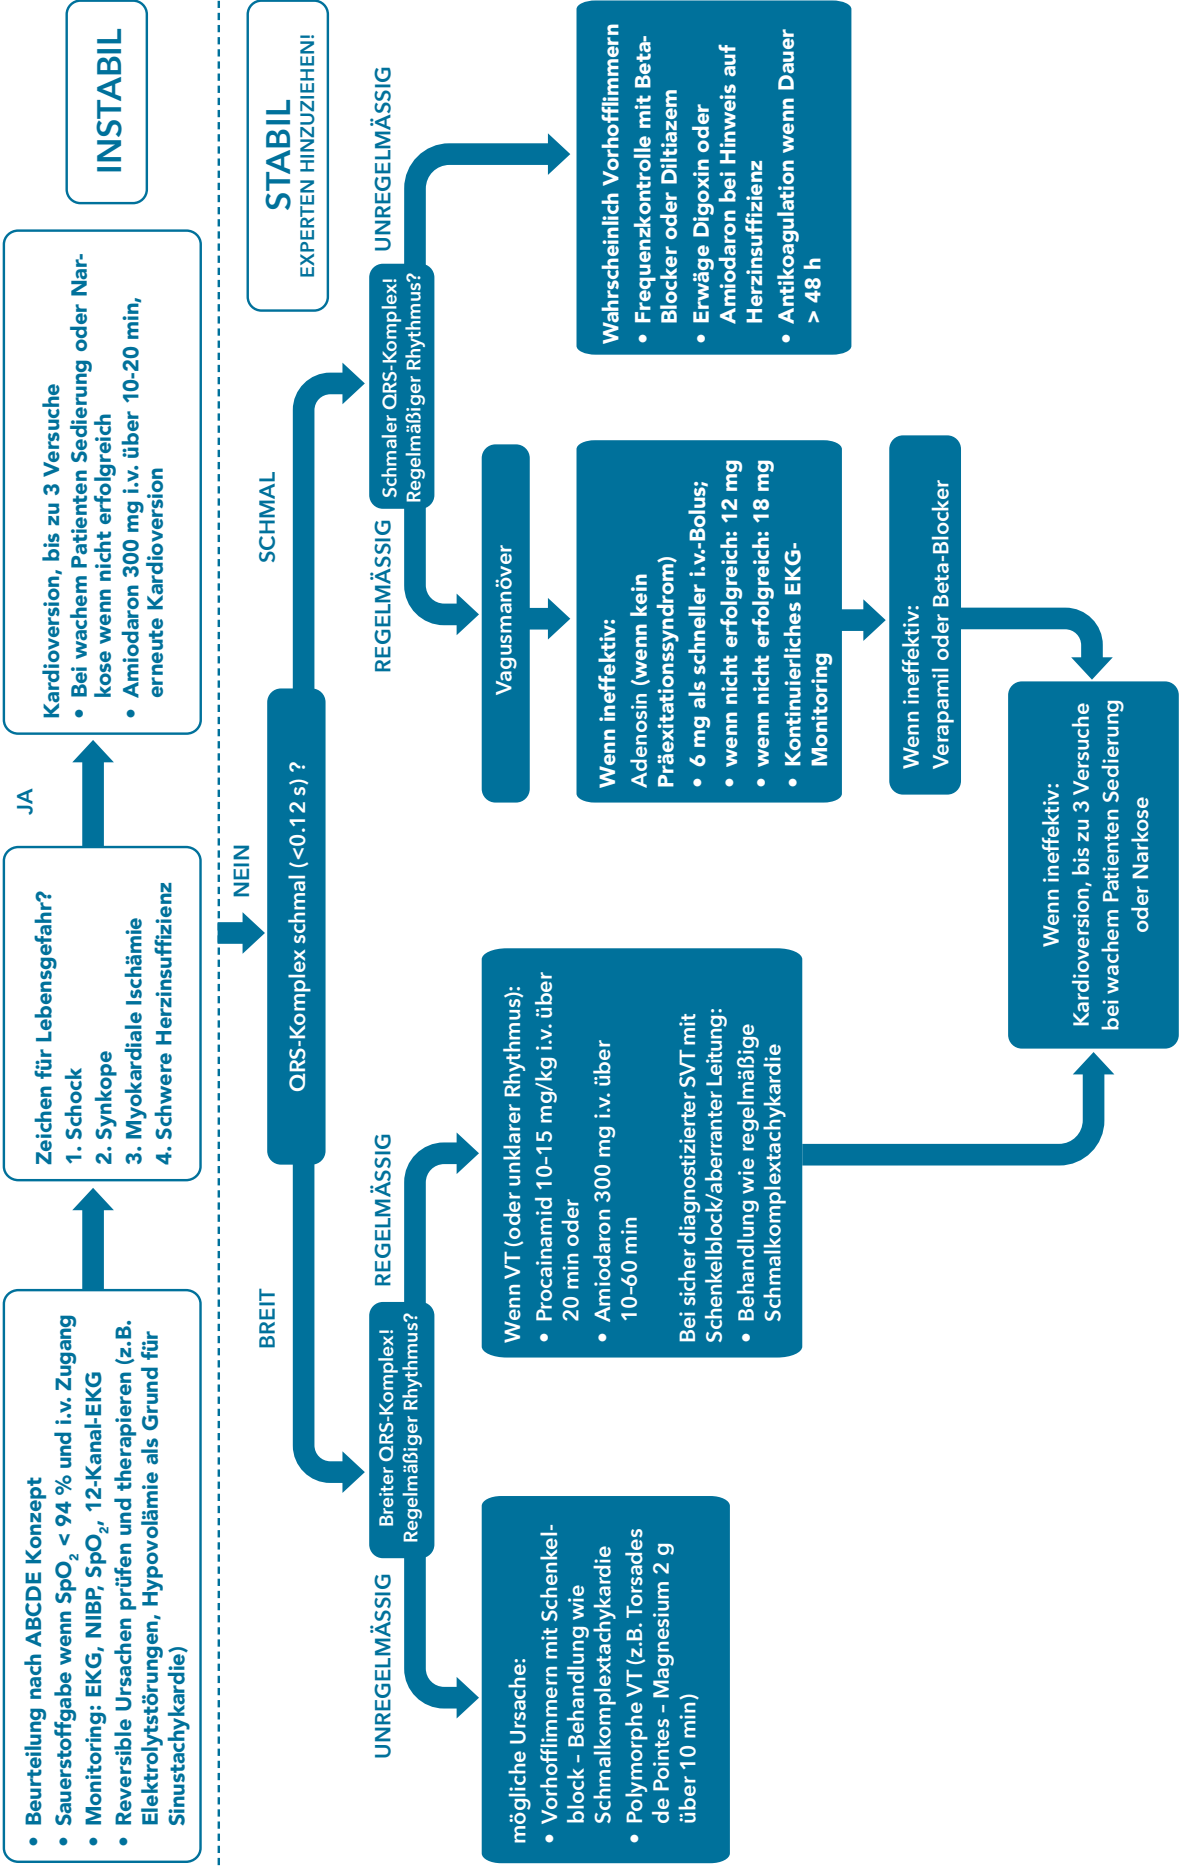 • Beurteilung nach ABCDE Konzept
• Sauerstoffgabe wenn SpO₂ < 94 % und i.v. Zugang
• Monitoring: EKG, NIBP, SpO₂, 12-Kanal-EKG
• Reversible Ursachen prüfen und therapieren (z.B.
Elektrolytstörungen, Hypovolämie als Grund für
Sinustachykardie)
Zeichen für Lebensgefahr?
1. Schock
2. Synkope
3. Myokardiale Ischämie
4. Schwere Herzinsuffizienz
JA
Kardioversion, bis zu 3 Versuche
• Bei wachem Patienten Sedierung oder Nar-
kose wenn nicht erfolgreich
• Amiodaron 300 mg i.v. über 10-20 min,
erneute Kardioversion
INSTABIL
NEIN
STABIL
EXPERTEN HINZUZIEHEN!
QRS-Komplex schmal (<0.12 s) ?
BREIT
SCHMAL
Breiter QRS-Komplex!
Regelmäßiger Rhythmus?
UNREGELMÄSSIG
REGELMÄSSIG
Schmaler QRS-Komplex!
Regelmäßiger Rhythmus?
REGELMÄSSIG
UNREGELMÄSSIG
mögliche Ursache:
• Vorhofflimmern mit Schenkel-
block – Behandlung wie
Schmalkomplextachykardie
• Polymorphe VT (z.B. Torsades
de Pointes – Magnesium 2 g
über 10 min)
Wenn VT (oder unklarer Rhythmus):
• Procainamid 10–15 mg/kg i.v. über
20 min oder
• Amiodaron 300 mg i.v. über
10–60 min
Bei sicher diagnostizierter SVT mit
Schenkelblock/aberranter Leitung:
• Behandlung wie regelmäßige
Schmalkomplextachykardie
Vagusmanöver
Wenn ineffektiv:
Adenosin (wenn kein
Präexitationssyndrom)
• 6 mg als schneller i.v.-Bolus;
• wenn nicht erfolgreich: 12 mg
• wenn nicht erfolgreich: 18 mg
• Kontinuierliches EKG-
Monitoring
Wenn ineffektiv:
Verapamil oder Beta-Blocker
Wahrscheinlich Vorhofflimmern
• Frequenzkontrolle mit Beta-
Blocker oder Diltiazem
• Erwäge Digoxin oder
Amiodaron bei Hinweis auf
Herzinsuffizienz
• Antikoagulation wenn Dauer
> 48 h
Wenn ineffektiv:
Kardioversion, bis zu 3 Versuche
bei wachem Patienten Sedierung
oder Narkose